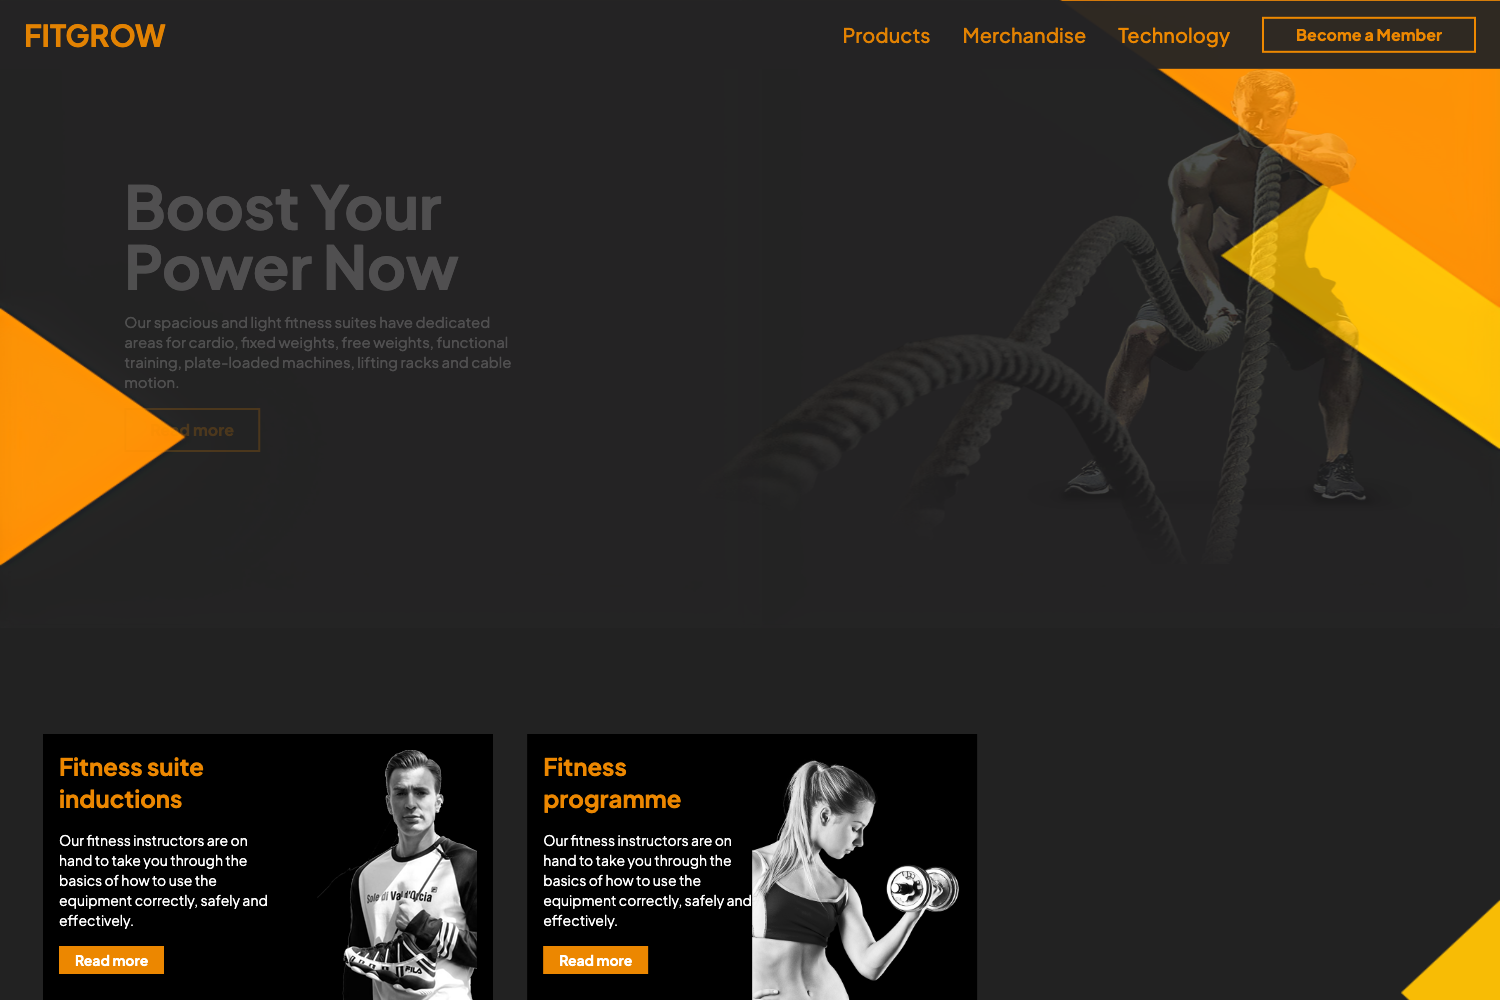 FITGROW
Products
Merchandise
Technology
Become a Member
Boost Your
Power Now
Our spacious and light fitness suites have dedicated
areas for cardio, fixed weights, free weights, functional
training, plate-loaded machines, lifting racks and cable
motion.
more
Fitness suite
inductions
Our fitness instructors are on
hand to take you through the
basics of how to use the
equipment correctly, safely and
effectively.
Read more
Fitness
programme
Our fitness instructors are on
hand to take you through the
basics of how to use the
equipment correctly, safely and
effectively.
Read more
FILA